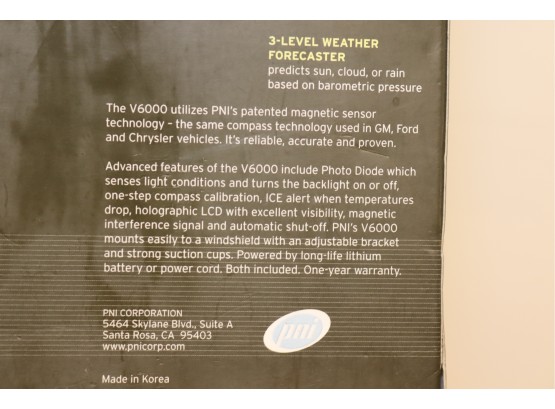 3-LEVEL WEATHER
FORECASTER
predicts sun, cloud, or rain
based on barometric pressure
The V6000 utilizes PNI's patented magnetic sensor
technology – the same compass technology used in GM, Ford
and Chrysler vehicles. It's reliable, accurate and proven.
Advanced features of the V6000 include Photo Diode which
senses light conditions and turns the backlight on or off,
one-step compass calibration, ICE alert when temperatures
drop, holographic LCD with excellent visibility, magnetic
interference signal and automatic shut-off. PNI's V6000
mounts easily to a windshield with an adjustable bracket
and strong suction cups. Powered by long-life lithium
battery or power cord. Both included. One-year warranty.
PNI CORPORATION
5464 Skylane Blvd., Suite A
Santa Rosa, CA 95403
www.pnicorp.com
pni
Made in Korea